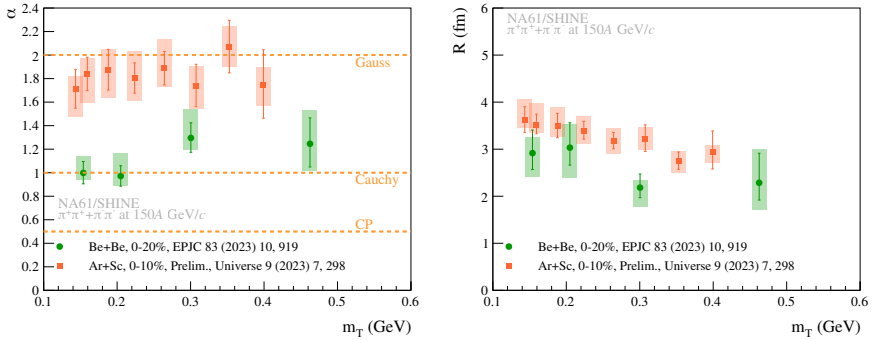 α
2.4
2.2
2
1.8
1.6
1.4
1.2
1
0.8
0.6
0.4
0.2
0
Gauss
Cauchy
NA61/SHINE
π⁺π⁺+π⁻π⁻ at 150A GeV/c
CP
Be+Be, 0-20%, EPJC 83 (2023) 10, 919
Ar+Sc, 0-10%, Prelim., Universe 9 (2023) 7, 298
0.1 0.2 0.3 0.4 0.5 0.6
m_T (GeV)
R (fm)
6
5
4
3
2
1
0
NA61/SHINE
π⁺π⁺+π⁻π⁻ at 150A GeV/c
Be+Be, 0-20%, EPJC 83 (2023) 10, 919
Ar+Sc, 0-10%, Prelim., Universe 9 (2023) 7, 298
0.1 0.2 0.3 0.4 0.5 0.6
m_T (GeV)